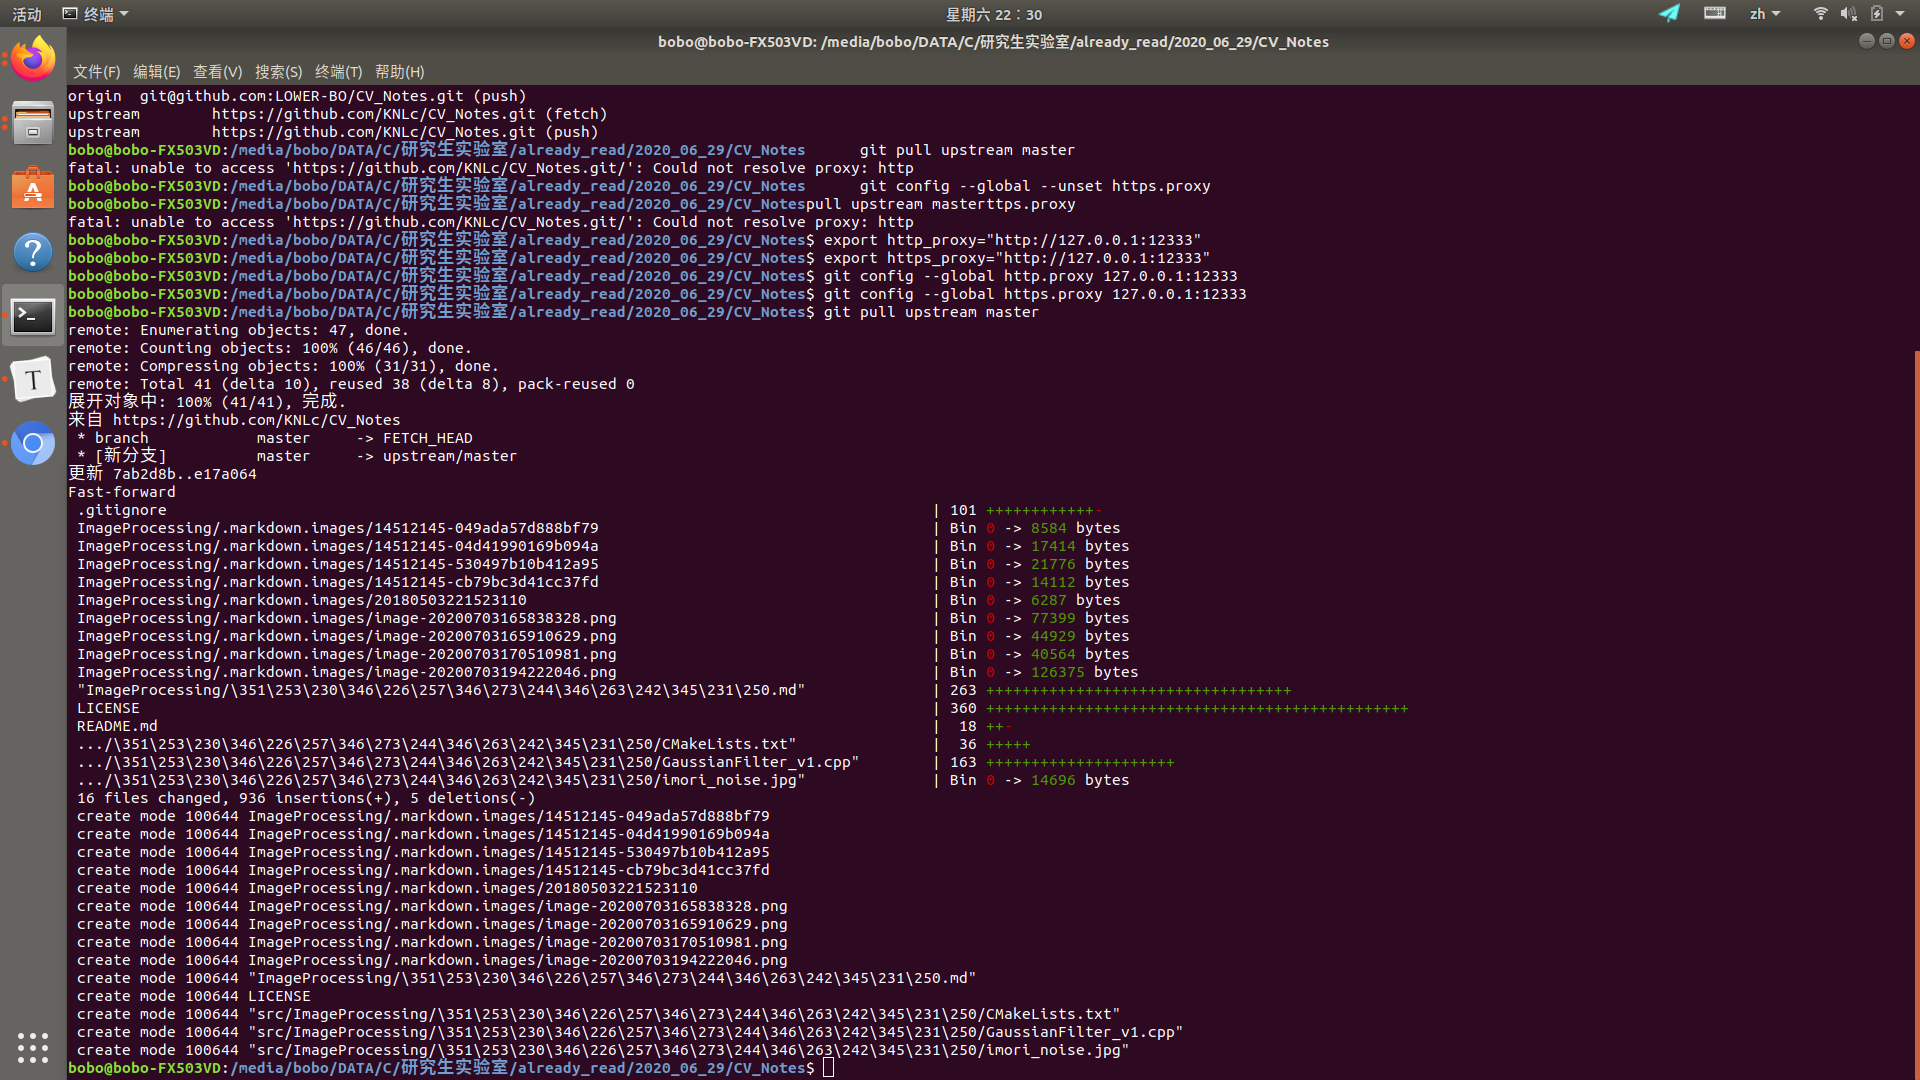 活动 终端 星期六 22：30 zh
bobo@bobo-FX503VD: /media/bobo/DATA/C/研究生实验室/already_read/2020_06_29/CV_Notes
文件(F) 编辑(E) 查看(V) 搜索(S) 终端(T) 帮助(H)
origin  git@github.com:LOWER-BO/CV_Notes.git (push)
upstream        https://github.com/KNLc/CV_Notes.git (fetch)
upstream        https://github.com/KNLc/CV_Notes.git (push)
bobo@bobo-FX503VD:/media/bobo/DATA/C/研究生实验室/already_read/2020_06_29/CV_Notes      git pull upstream master
fatal: unable to access 'https://github.com/KNLc/CV_Notes.git/': Could not resolve proxy: http
bobo@bobo-FX503VD:/media/bobo/DATA/C/研究生实验室/already_read/2020_06_29/CV_Notes      git config --global --unset https.proxy
bobo@bobo-FX503VD:/media/bobo/DATA/C/研究生实验室/already_read/2020_06_29/CV_Notespull upstream masterttps.proxy
fatal: unable to access 'https://github.com/KNLc/CV_Notes.git/': Could not resolve proxy: http
bobo@bobo-FX503VD:/media/bobo/DATA/C/研究生实验室/already_read/2020_06_29/CV_Notes$ export http_proxy="http://127.0.0.1:12333"
bobo@bobo-FX503VD:/media/bobo/DATA/C/研究生实验室/already_read/2020_06_29/CV_Notes$ export https_proxy="http://127.0.0.1:12333"
bobo@bobo-FX503VD:/media/bobo/DATA/C/研究生实验室/already_read/2020_06_29/CV_Notes$ git config --global http.proxy 127.0.0.1:12333
bobo@bobo-FX503VD:/media/bobo/DATA/C/研究生实验室/already_read/2020_06_29/CV_Notes$ git config --global https.proxy 127.0.0.1:12333
bobo@bobo-FX503VD:/media/bobo/DATA/C/研究生实验室/already_read/2020_06_29/CV_Notes$ git pull upstream master
remote: Enumerating objects: 47, done.
remote: Counting objects: 100% (46/46), done.
remote: Compressing objects: 100% (31/31), done.
remote: Total 41 (delta 10), reused 38 (delta 8), pack-reused 0
展开对象中: 100% (41/41), 完成.
来自 https://github.com/KNLc/CV_Notes
 * branch            master     -> FETCH_HEAD
 * [新分支]          master     -> upstream/master
更新 7ab2d8b..e17a064
Fast-forward
 .gitignore | 101 ++++++++++++-
 ImageProcessing/.markdown.images/14512145-049ada57d888bf79 | Bin 0 -> 8584 bytes
 ImageProcessing/.markdown.images/14512145-04d41990169b094a | Bin 0 -> 17414 bytes
 ImageProcessing/.markdown.images/14512145-530497b10b412a95 | Bin 0 -> 21776 bytes
 ImageProcessing/.markdown.images/14512145-cb79bc3d41cc37fd | Bin 0 -> 14112 bytes
 ImageProcessing/.markdown.images/20180503221523110 | Bin 0 -> 6287 bytes
 ImageProcessing/.markdown.images/image-20200703165838328.png | Bin 0 -> 77399 bytes
 ImageProcessing/.markdown.images/image-20200703165910629.png | Bin 0 -> 44929 bytes
 ImageProcessing/.markdown.images/image-20200703170510981.png | Bin 0 -> 40564 bytes
 ImageProcessing/.markdown.images/image-20200703194222046.png | Bin 0 -> 126375 bytes
 "ImageProcessing/\351\253\230\346\226\257\346\273\244\346\263\242\345\231\250.md" | 263 ++++++++++++++++++++++++++++++++++
 LICENSE | 360 +++++++++++++++++++++++++++++++++++++++++++++++
 README.md |  18 ++-
 .../\351\253\230\346\226\257\346\273\244\346\263\242\345\231\250/CMakeLists.txt" |  36 +++++
 .../\351\253\230\346\226\257\346\273\244\346\263\242\345\231\250/GaussianFilter_v1.cpp" | 163 +++++++++++++++++++++
 .../\351\253\230\346\226\257\346\273\244\346\263\242\345\231\250/imori_noise.jpg" | Bin 0 -> 14696 bytes
 16 files changed, 936 insertions(+), 5 deletions(-)
 create mode 100644 ImageProcessing/.markdown.images/14512145-049ada57d888bf79
 create mode 100644 ImageProcessing/.markdown.images/14512145-04d41990169b094a
 create mode 100644 ImageProcessing/.markdown.images/14512145-530497b10b412a95
 create mode 100644 ImageProcessing/.markdown.images/14512145-cb79bc3d41cc37fd
 create mode 100644 ImageProcessing/.markdown.images/20180503221523110
 create mode 100644 ImageProcessing/.markdown.images/image-20200703165838328.png
 create mode 100644 ImageProcessing/.markdown.images/image-20200703165910629.png
 create mode 100644 ImageProcessing/.markdown.images/image-20200703170510981.png
 create mode 100644 ImageProcessing/.markdown.images/image-20200703194222046.png
 create mode 100644 "ImageProcessing/\351\253\230\346\226\257\346\273\244\346\263\242\345\231\250.md"
 create mode 100644 LICENSE
 create mode 100644 "src/ImageProcessing/\351\253\230\346\226\257\346\273\244\346\263\242\345\231\250/CMakeLists.txt"
 create mode 100644 "src/ImageProcessing/\351\253\230\346\226\257\346\273\244\346\263\242\345\231\250/GaussianFilter_v1.cpp"
 create mode 100644 "src/ImageProcessing/\351\253\230\346\226\257\346\273\244\346\263\242\345\231\250/imori_noise.jpg"
bobo@bobo-FX503VD:/media/bobo/DATA/C/研究生实验室/already_read/2020_06_29/CV_Notes$